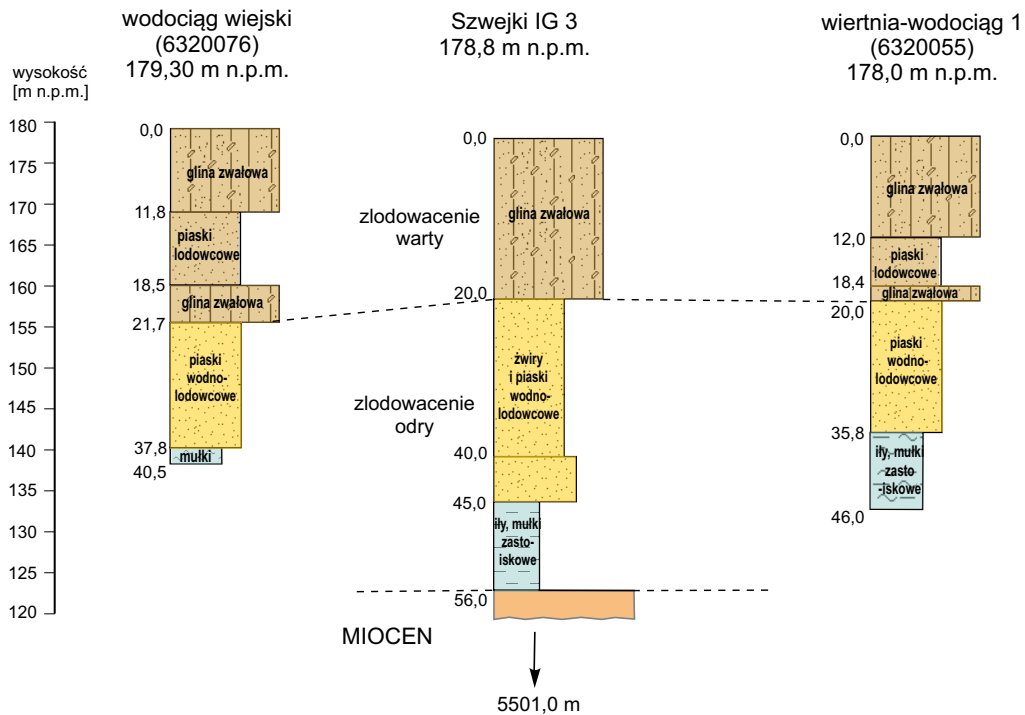 wodociąg wiejski
(6320076)
179,30 m n.p.m.
Szwejki IG 3
178,8 m n.p.m.
wiertnia-wodociąg 1
(6320055)
178,0 m n.p.m.
wysokość
[m n.p.m.]
180
175
170
165
160
155
150
145
140
135
130
125
120
0,0
glina zwałowa
11,8
piaski
lodowcowe
18,5
glina zwałowa
21,7
piaski
wodno-
lodowcowe
37,8
mułki
40,5
zlodowacenie
warty
zlodowacenie
odry
0,0
glina zwałowa
20,0
żwiry
i piaski
wodno-
lodowcowe
40,0
45,0
iły, mułki
zasto-
iskowe
56,0
MIOCEN
5501,0 m
0,0
glina zwałowa
12,0
piaski
lodowcowe
18,4
glina zwałowa
20,0
piaski
wodno-
lodowcowe
35,8
iły, mułki
zasto
-iskowe
46,0